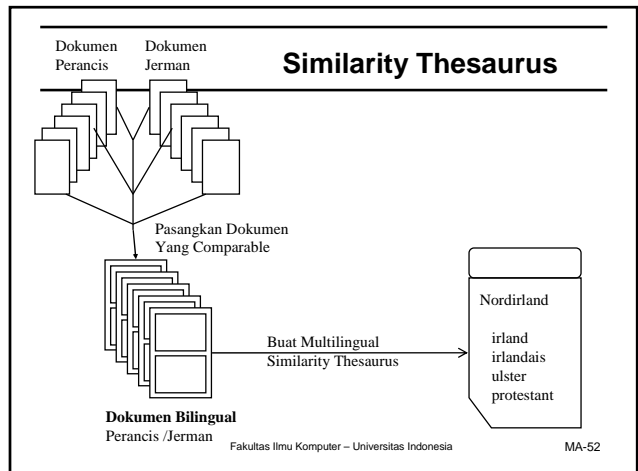 Dokumen
Perancis
Dokumen
Jerman
Similarity Thesaurus
Pasangkan Dokumen
Yang Comparable
Buat Multilingual
Similarity Thesaurus
Nordirland
irland
irlandais
ulster
protestant
Dokumen Bilingual
Perancis /Jerman
Fakultas Ilmu Komputer – Universitas Indonesia
MA-52